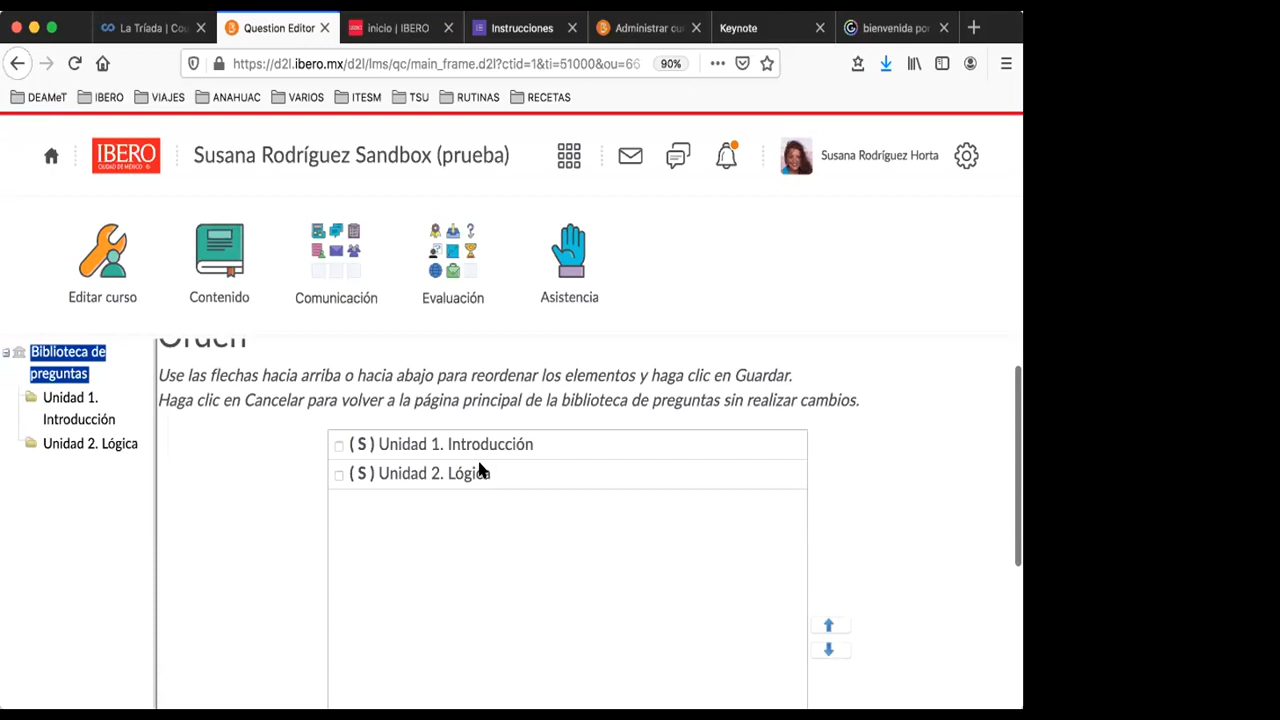 La Tríada | Cou
Question Editor
inicio | IBERO
Instrucciones
Administrar cu
Keynote
bienvenida po
https://d2l.ibero.mx/d2l/lms/qc/main_frame.d2l?ctid=1&ti=51000&ou=66
90%
DEAMeT
IBERO
VIAJES
ANAHUAC
VARIOS
ITESM
TSU
RUTINAS
RECETAS
IBERO
CIUDAD DE MÉXICO
Susana Rodríguez Sandbox (prueba)
Susana Rodríguez Horta
Editar curso
Contenido
Comunicación
Evaluación
Asistencia
Biblioteca de
preguntas
Unidad 1.
Introducción
Unidad 2. Lógica
Orden
Use las flechas hacia arriba o hacia abajo para reordenar los elementos y haga clic en Guardar.
Haga clic en Cancelar para volver a la página principal de la biblioteca de preguntas sin realizar cambios.
( S ) Unidad 1. Introducción
( S ) Unidad 2. Lógica